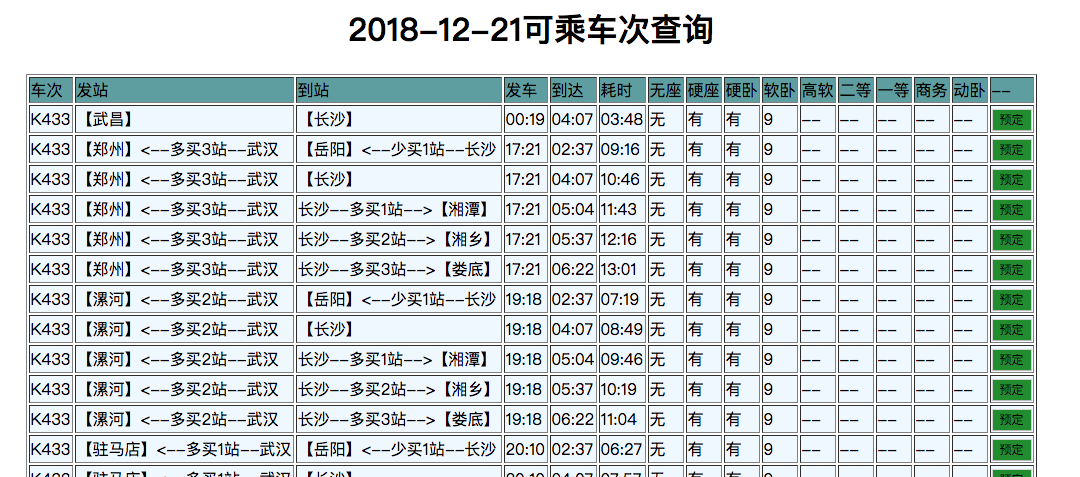 2018-12-21可乘车次查询
车次 发站 到站 发车 到达 耗时 无座 硬座 硬卧 软卧 高软 二等 一等 商务 动卧 --
K433 【武昌】 【长沙】 00:19 04:07 03:48 无 有 有 9 -- -- -- -- -- 预定
K433 【郑州】<--多买3站--武汉 【岳阳】<--少买1站--长沙 17:21 02:37 09:16 无 有 有 9 -- -- -- -- -- 预定
K433 【郑州】<--多买3站--武汉 【长沙】 17:21 04:07 10:46 无 有 有 9 -- -- -- -- -- 预定
K433 【郑州】<--多买3站--武汉 长沙--多买1站-->【湘潭】 17:21 05:04 11:43 无 有 有 9 -- -- -- -- -- 预定
K433 【郑州】<--多买3站--武汉 长沙--多买2站-->【湘乡】 17:21 05:37 12:16 无 有 有 9 -- -- -- -- -- 预定
K433 【郑州】<--多买3站--武汉 长沙--多买3站-->【娄底】 17:21 06:22 13:01 无 有 有 9 -- -- -- -- -- 预定
K433 【漯河】<--多买2站--武汉 【岳阳】<--少买1站--长沙 19:18 02:37 07:19 无 有 有 9 -- -- -- -- -- 预定
K433 【漯河】<--多买2站--武汉 【长沙】 19:18 04:07 08:49 无 有 有 9 -- -- -- -- -- 预定
K433 【漯河】<--多买2站--武汉 长沙--多买1站-->【湘潭】 19:18 05:04 09:46 无 有 有 9 -- -- -- -- -- 预定
K433 【漯河】<--多买2站--武汉 长沙--多买2站-->【湘乡】 19:18 05:37 10:19 无 有 有 9 -- -- -- -- -- 预定
K433 【漯河】<--多买2站--武汉 长沙--多买3站-->【娄底】 19:18 06:22 11:04 无 有 有 9 -- -- -- -- -- 预定
K433 【驻马店】<--多买1站--武汉 【岳阳】<--少买1站--长沙 20:10 02:37 06:27 无 有 有 9 -- -- -- -- -- 预定